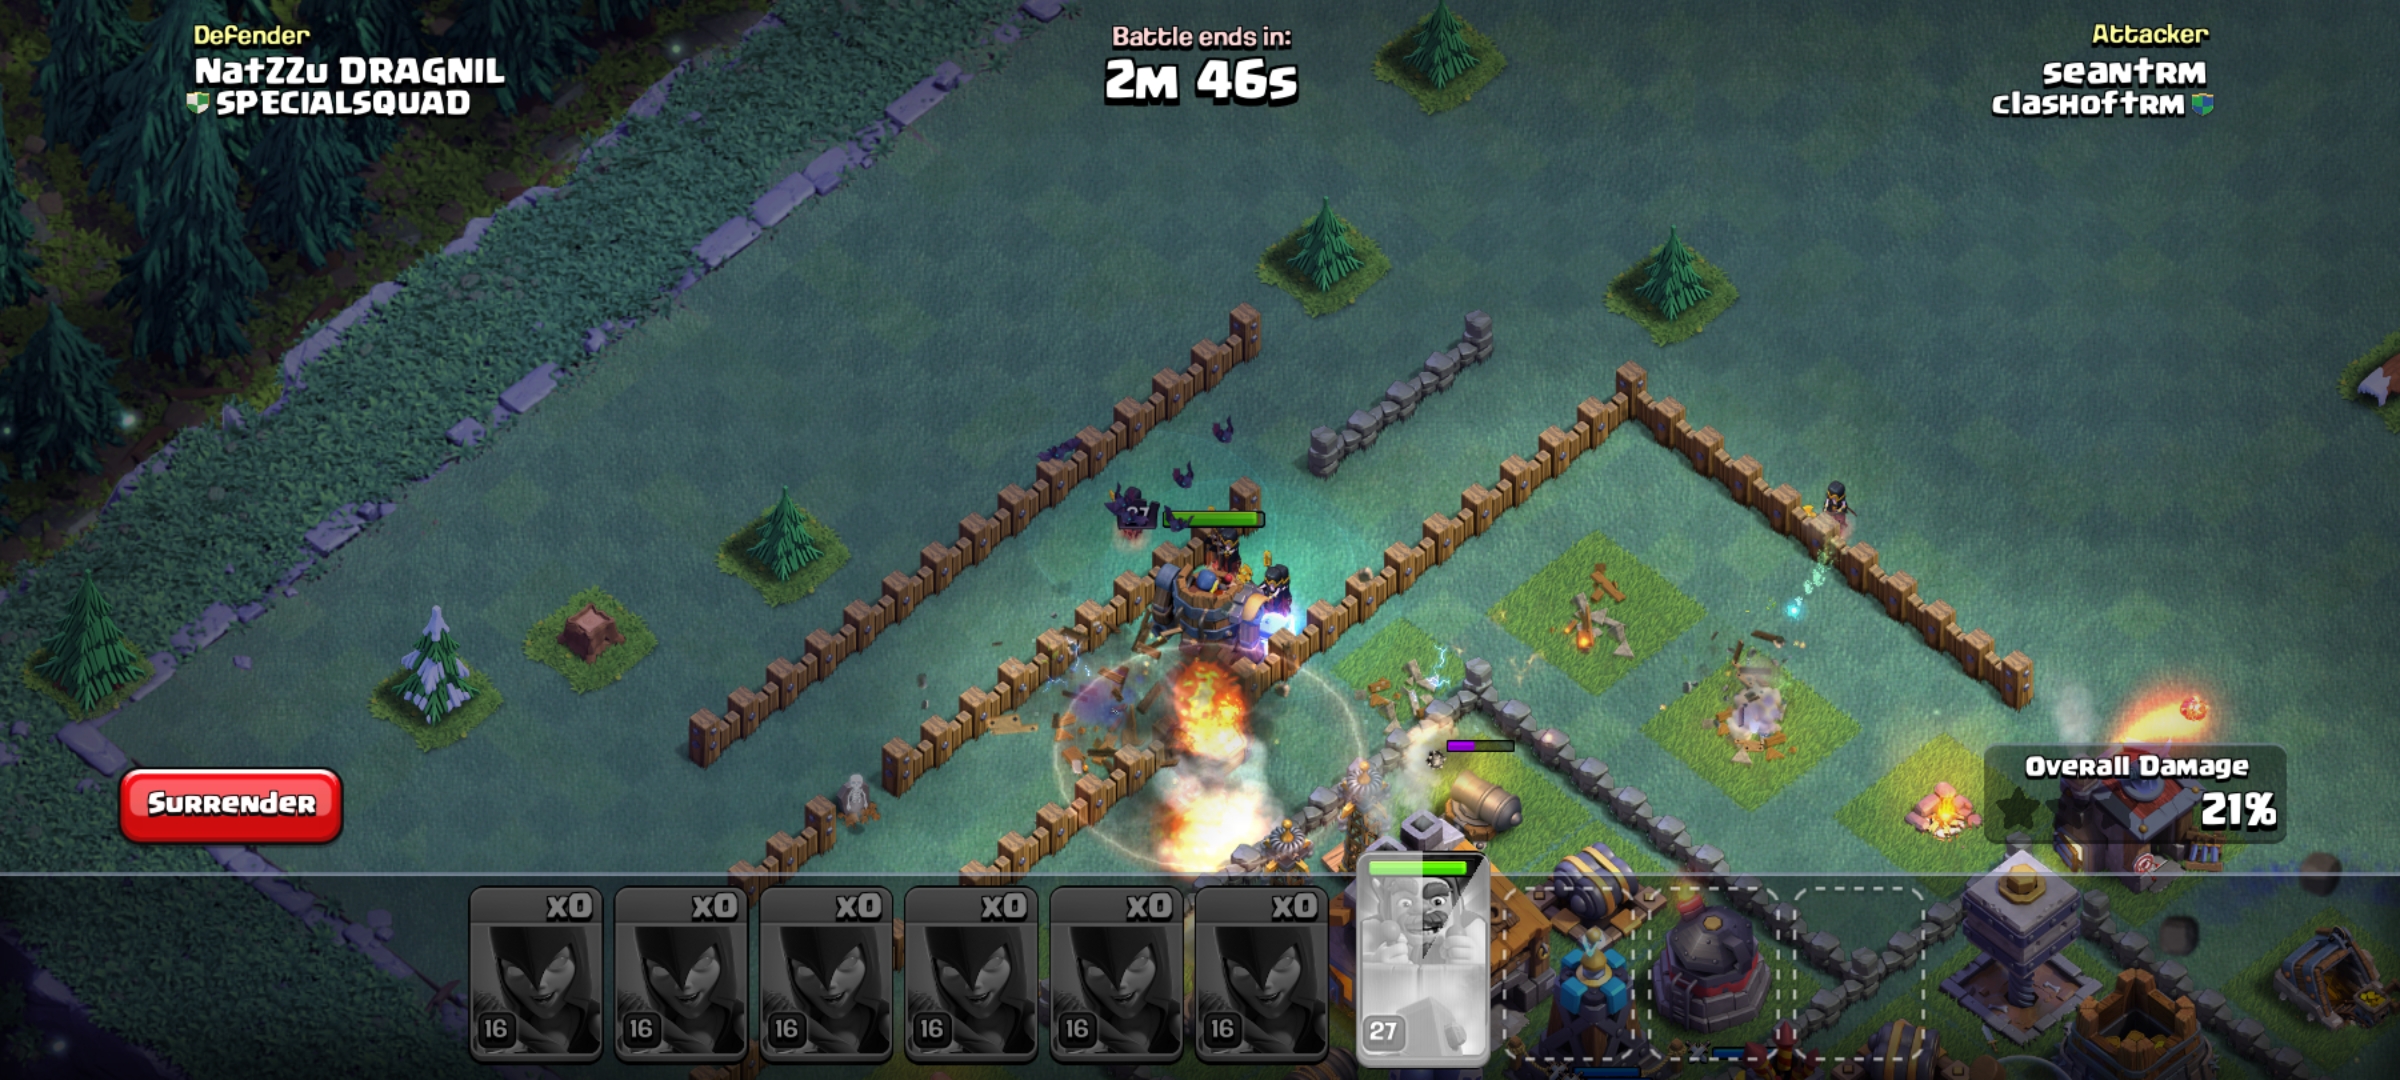 Defender
NatZZu DRAGNIL
SPECIALSQUAD
Battle ends in:
2M 46s
Attacker
seantRM
clashoftRM
27
Surrender
Overall Damage
21%
x0
x0
x0
x0
x0
x0
16
16
16
16
16
16
27